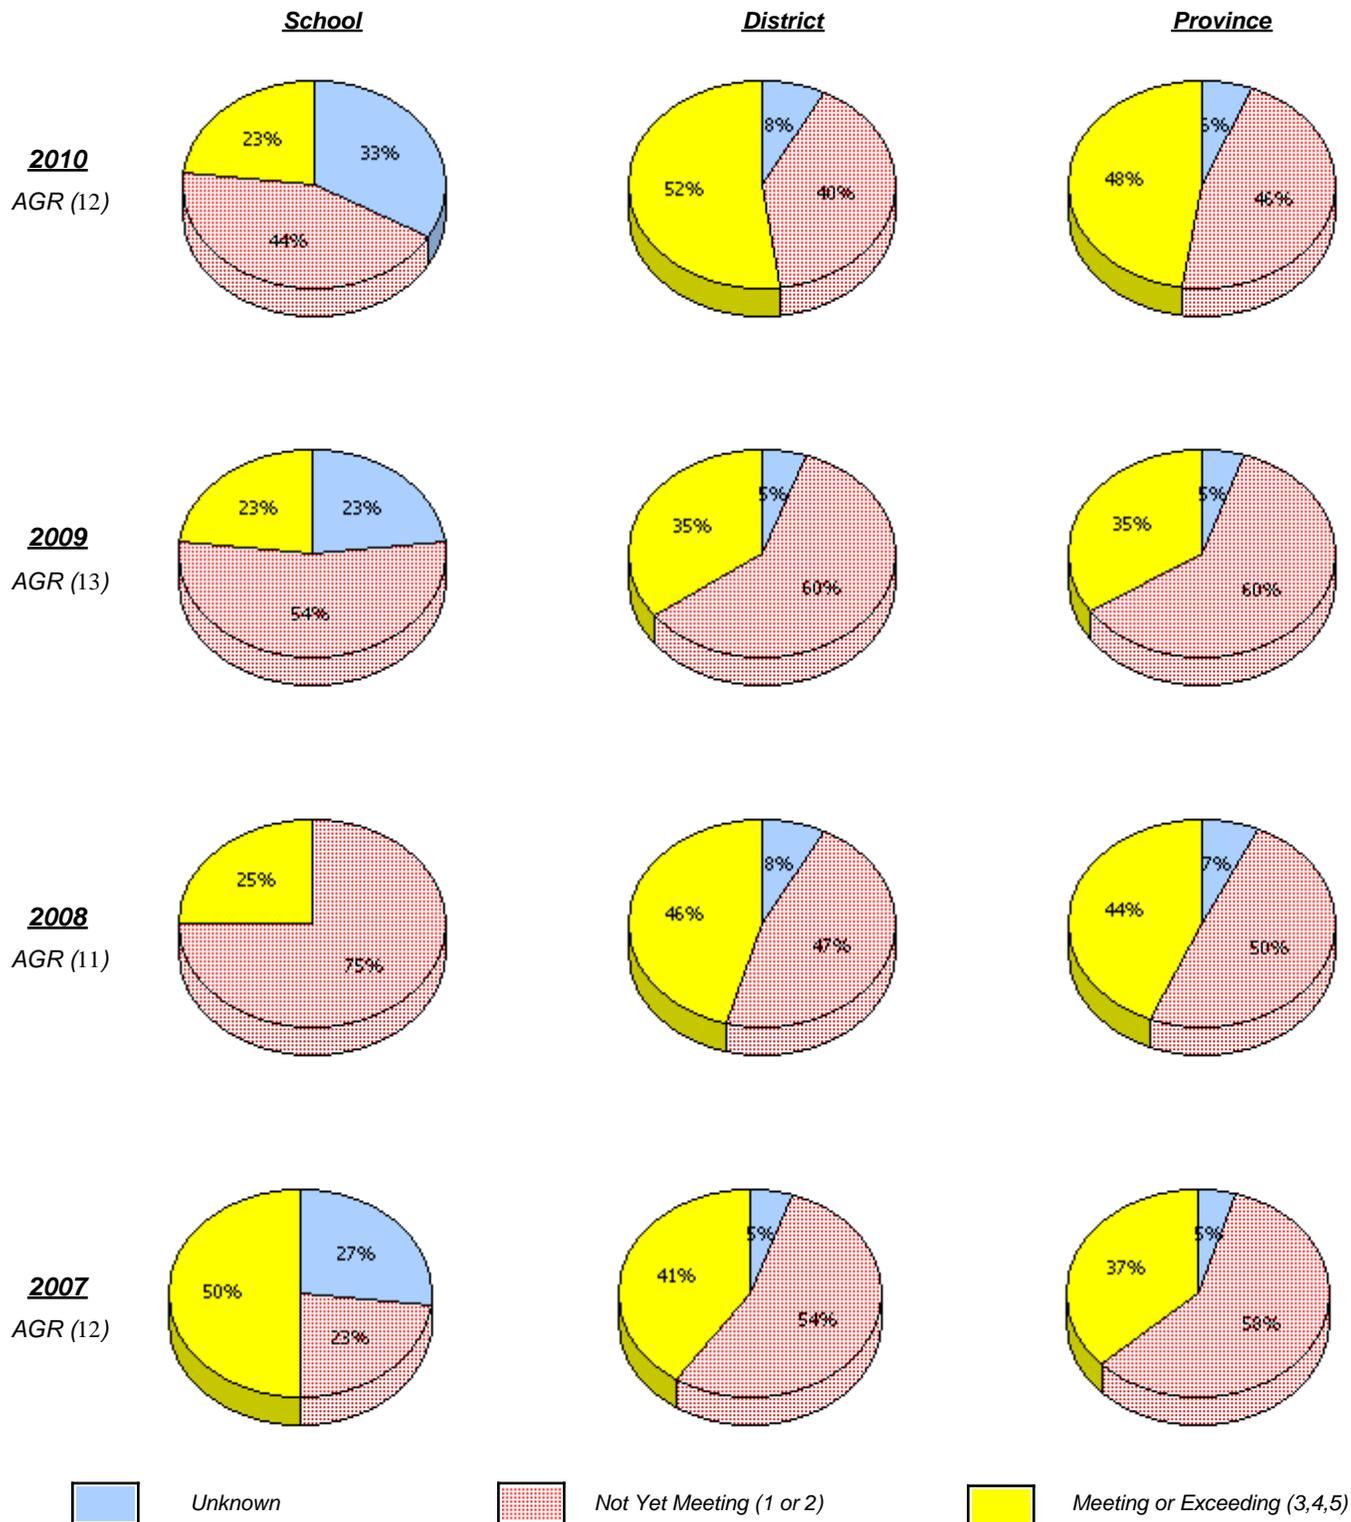 School District Province
2010
AGR (12)
23% 33% 44%
52% 8% 40%
48% 6% 46%
2009
AGR (13)
23% 23% 54%
35% 5% 60%
35% 5% 60%
2008
AGR (11)
25% 75%
46% 8% 47%
44% 7% 50%
2007
AGR (12)
50% 27% 23%
41% 5% 54%
37% 5% 58%
Unknown Not Yet Meeting (1 or 2) Meeting or Exceeding (3,4,5)